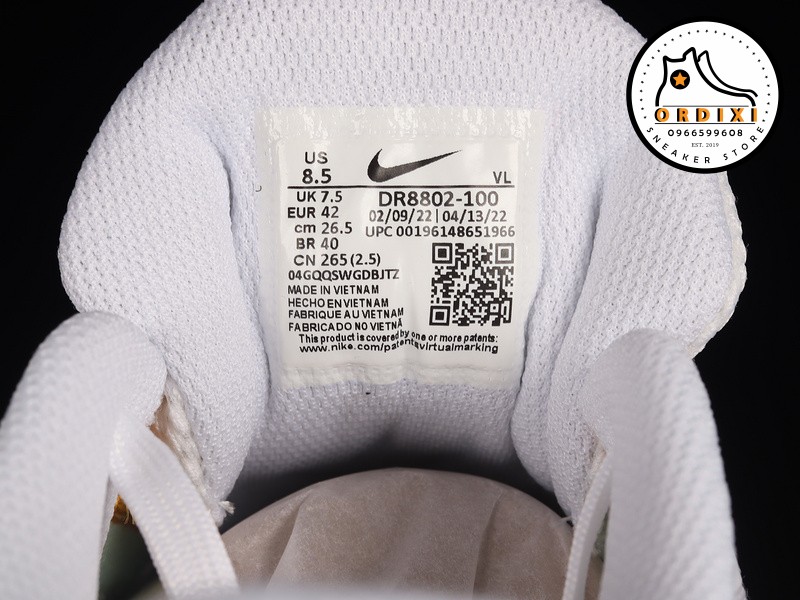 ORDIXI
0966599608
EST. 2019
SNEAKER STORE
US
8.5
VL
UK 7.5
EUR 42
cm 26.5
BR 40
CN 265 (2.5)
DR8802-100
02/09/22 | 04/13/22
UPC 00196148651966
04GQQSWGDBJTZ
MADE IN VIETNAM
HECHO EN VIETNAM
FABRIQUE AU VIETNAM
FABRICADO NO VIETNÃ
This product is covered by one or more patents:
www.nike.com/patentsvirtualmarking